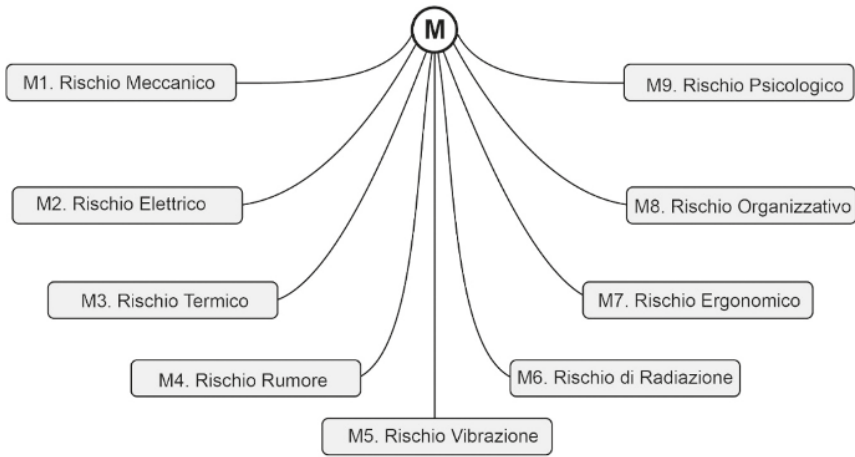 M
M1. Rischio Meccanico
M9. Rischio Psicologico
M2. Rischio Elettrico
M8. Rischio Organizzativo
M3. Rischio Termico
M7. Rischio Ergonomico
M4. Rischio Rumore
M6. Rischio di Radiazione
M5. Rischio Vibrazione